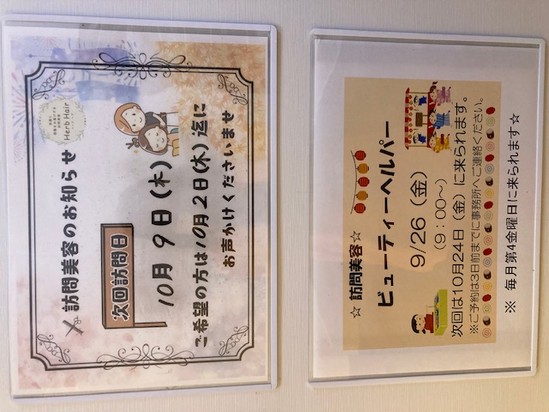 訪問美容のお知らせ
Herb Hair
次回訪問日
10月9日(木)
ご希望の方は10月2日(木)迄に
お声かけくださいませ
☆ 訪問美容☆
ビューティーヘルパー
9/26（金）
（9：00～）
次回は10月24日（金）に来られます。
※ご予約は3日前までに事務所へご連絡ください。
※ 毎月第4金曜日に来られます☆